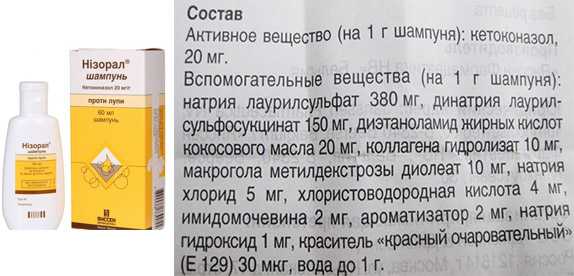 Нізорал®
шампунь
Кетоконазол 20 мг/г
проти лупи
60 мл
шампунь
Нізорал®
шампунь
проти лупи
Состав
Активное вещество (на 1 г шампуня): кетоконазол,
20 мг.
Вспомогательные вещества (на 1 г шампуня):
натрия лаурилсульфат 380 мг, динатрия лаурил-
сульфосукцинат 150 мг, диэтаноламид жирных кислот
кокосового масла 20 мг, коллагена гидролизат 10 мг,
макрогола метилдекстрозы диолеат 10 мг, натрия
хлорид 5 мг, хлористоводородная кислота 4 мг,
имидомочевина 2 мг, ароматизатор 2 мг, натрия
гидроксид 1 мг, краситель «красный очаровательный»
(Е 129) 30 мкг, вода до 1 г.